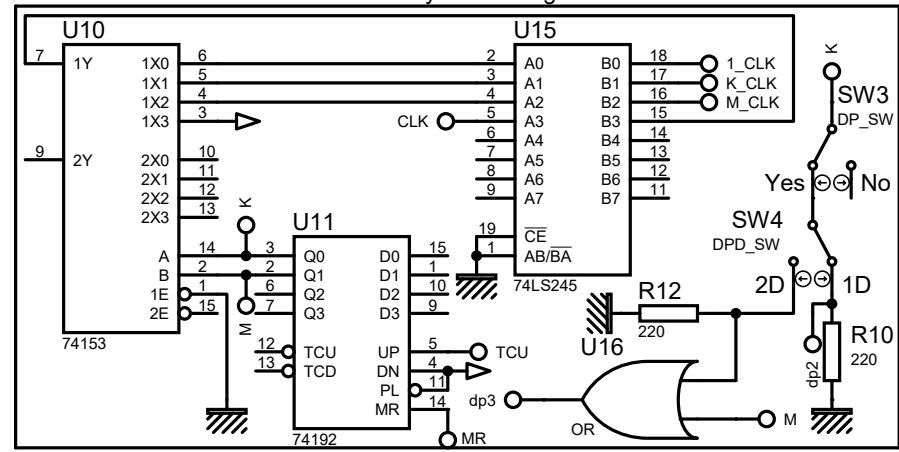 U10
7 1Y
1X0 6
1X1 5
1X2 4
1X3 3
9 2Y
2X0 10
2X1 11
2X2 12
2X3 13
A 14
B 2
1E 1
2E 15
74153
K
M
U11
3 Q0 D0 15
2 Q1 D1 1
6 Q2 D2 10
7 Q3 D3 9
12 TCU UP 5 TCU
13 TCD DN 4
PL 11
MR 14
MR
74192
U15
2 A0 B0 18 1_CLK
3 A1 B1 17 K_CLK
4 A2 B2 16 M_CLK
CLK 5 A3 B3 15
6 A4 B4 14
7 A5 B5 13
8 A6 B6 12
9 A7 B7 11
19 CE
1 AB/BA
74LS245
K
SW3
DP_SW
Yes No
SW4
DPD_SW
2D 1D
R12
220
R10
220
dp2
U16
dp3
OR
M